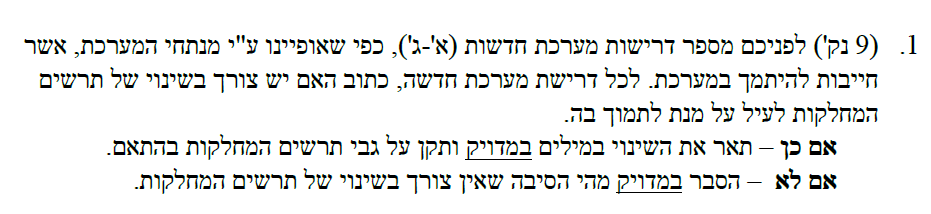 1. (9 נק') לפניכם מספר דרישות מערכת חדשות (א'-ג'), כפי שאופיינו ע"י מנתחי המערכת, אשר
חייבות להיתמך במערכת. לכל דרישת מערכת חדשה, כתוב האם יש צורך בשינוי של תרשים
המחלקות לעיל על מנת לתמוך בה.
אם כן – תאר את השינוי במילים במדויק ותקן על גבי תרשים המחלקות בהתאם.
אם לא – הסבר במדויק מהי הסיבה שאין צורך בשינוי של תרשים המחלקות.